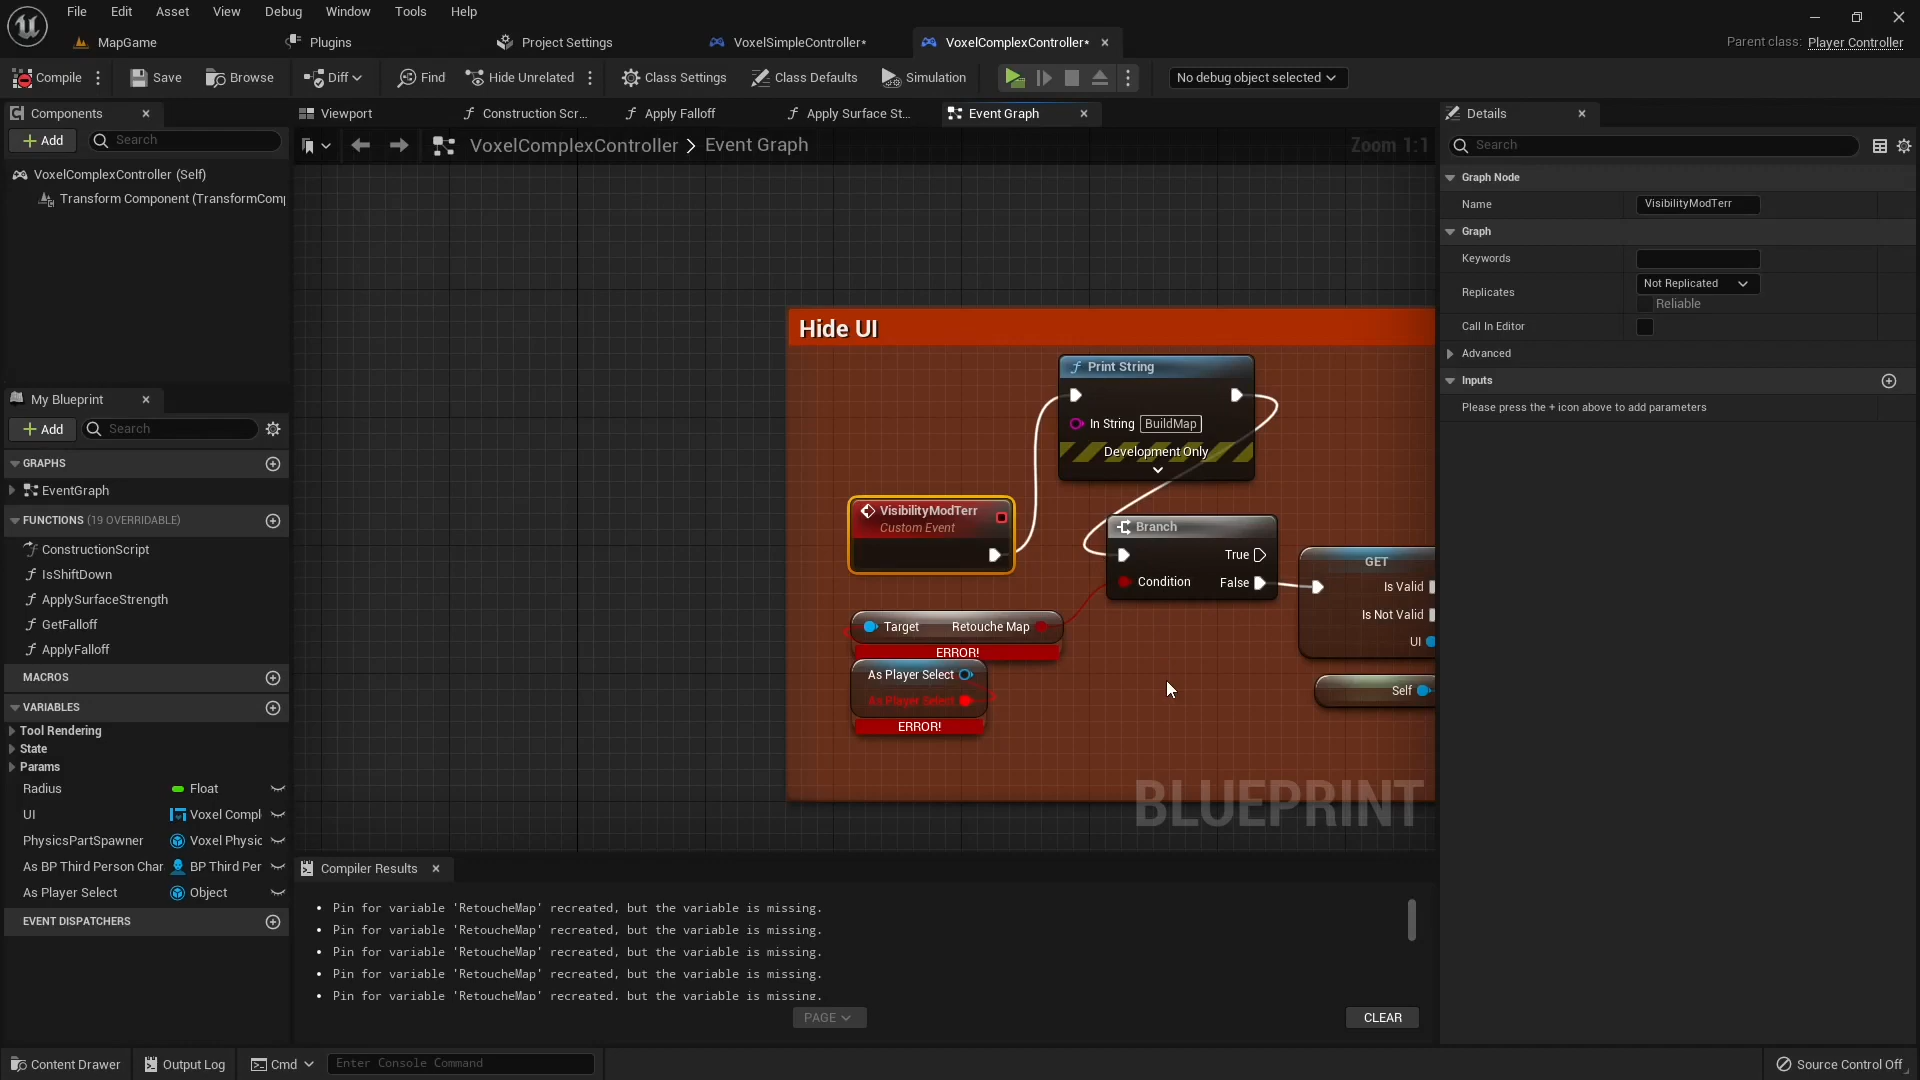 File Edit Asset View Debug Window Tools Help
MapGame Plugins Project Settings VoxelSimpleController* VoxelComplexController*
Parent class: Player Controller
Compile Save Browse Diff Find Hide Unrelated Class Settings Class Defaults Simulation No debug object selected
Components
Viewport Construction Scr... Apply Falloff Apply Surface St... Event Graph
Details
Add Search
VoxelComplexController > Event Graph
Zoom 1:1
Search
VoxelComplexController (Self)
Transform Component (TransformComp
Graph Node
Name VisibilityModTerr
Graph
Keywords
Replicates Not Replicated
Reliable
Call In Editor
Advanced
Inputs
Please press the + icon above to add parameters
Hide UI
Print String
In String BuildMap
Development Only
VisibilityModTerr
Custom Event
Branch
True
Condition False
GET
Is Valid
Is Not Valid
UI
Target Retouche Map
ERROR!
As Player Select
As Player Select
ERROR!
Self
BLUEPRINT
My Blueprint
Add Search
GRAPHS
EventGraph
FUNCTIONS (19 OVERRIDABLE)
ConstructionScript
IsShiftDown
ApplySurfaceStrength
GetFalloff
ApplyFalloff
MACROS
VARIABLES
Tool Rendering
State
Params
Radius Float
UI Voxel Compl
PhysicsPartSpawner Voxel Physic
As BP Third Person Char BP Third Per
As Player Select Object
EVENT DISPATCHERS
Compiler Results
• Pin for variable 'RetoucheMap' recreated, but the variable is missing.
• Pin for variable 'RetoucheMap' recreated, but the variable is missing.
• Pin for variable 'RetoucheMap' recreated, but the variable is missing.
• Pin for variable 'RetoucheMap' recreated, but the variable is missing.
• Pin for variable 'RetoucheMap' recreated, but the variable is missing.
PAGE
CLEAR
Content Drawer Output Log Cmd Enter Console Command
Source Control Off